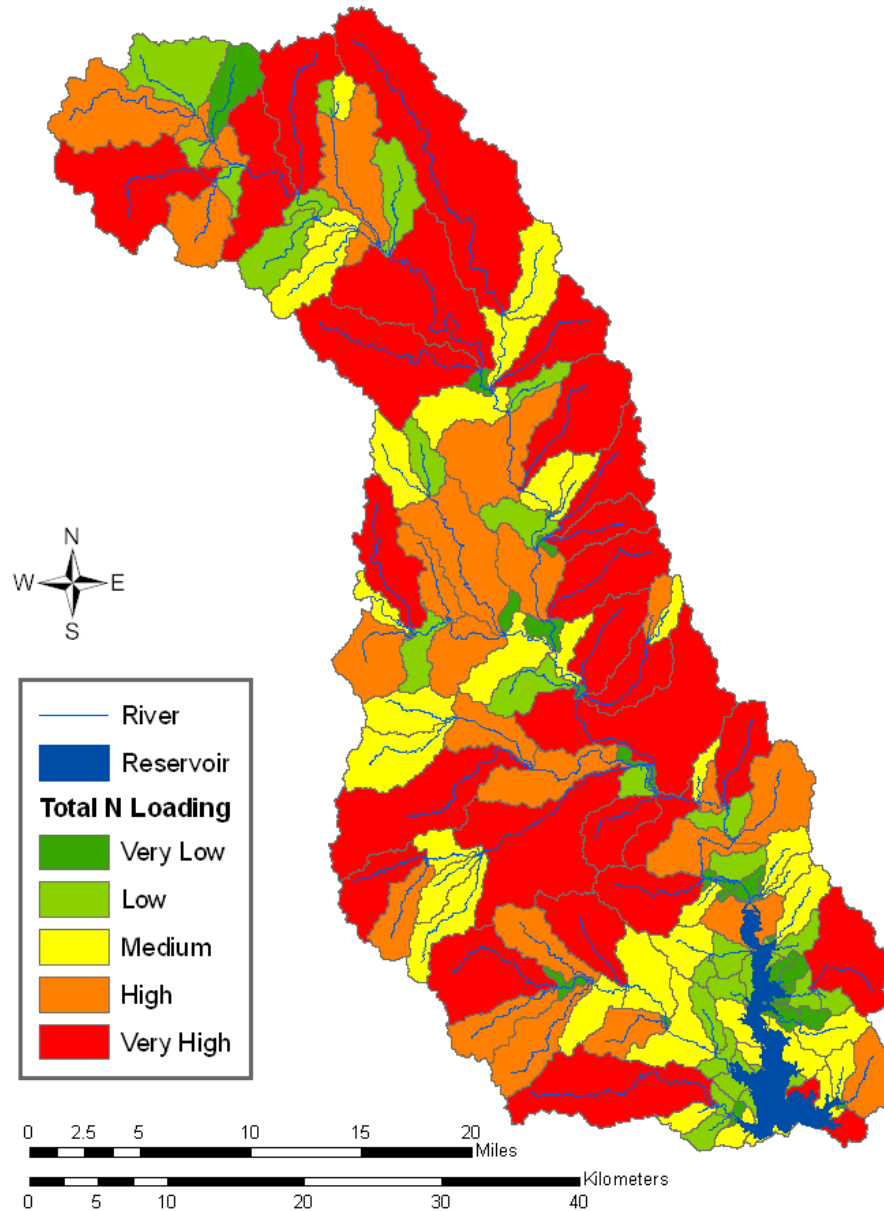 N
W E
S
River
Reservoir
Total N Loading
Very Low
Low
Medium
High
Very High
0 2.5 5 10 15 20
Miles
0 5 10 20 30 40
Kilometers